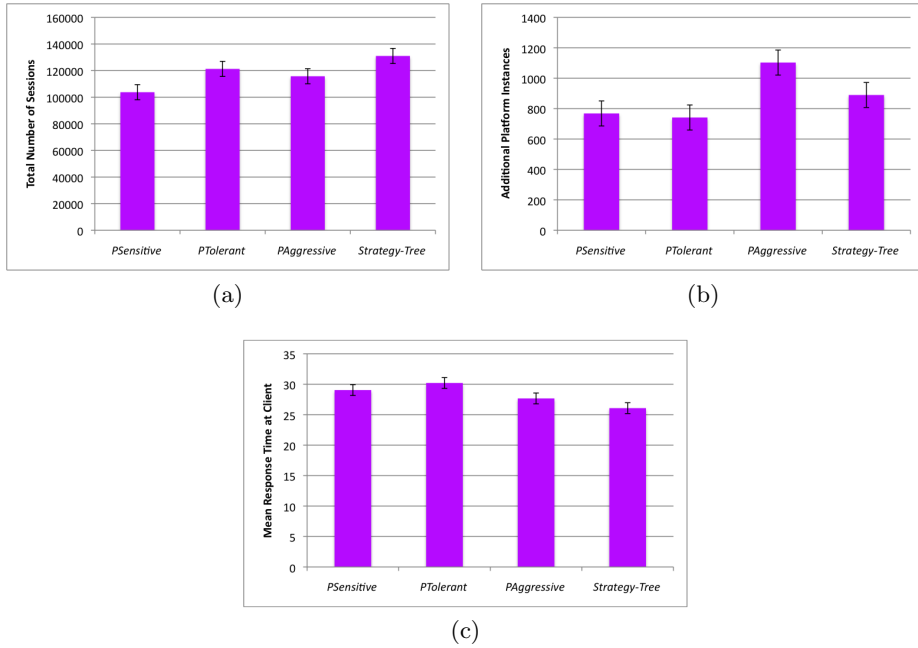 Total Number of Sessions
160000
140000
120000
100000
80000
60000
40000
20000
0
PSensitive PTolerant PAggressive Strategy-Tree
(a)
Additional Platform Instances
1400
1200
1000
800
600
400
200
0
PSensitive PTolerant PAggressive Strategy-Tree
(b)
Mean Response Time at Client
35
30
25
20
15
10
5
0
PSensitive PTolerant PAggressive Strategy-Tree
(c)